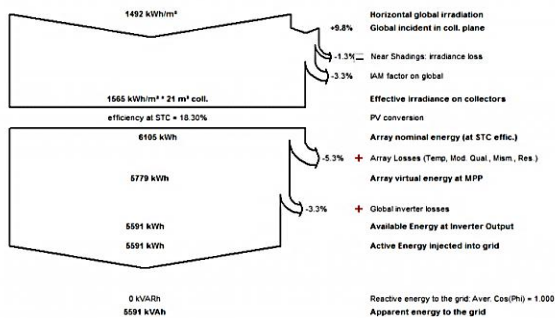 1492 kWh/m² Horizontal global irradiation
+9.8% Global incident in coll. plane
-1.3% Near Shadings: irradiance loss
-3.3% IAM factor on global
1565 kWh/m² * 21 m² coll. Effective irradiance on collectors
efficiency at STC = 18.30% PV conversion
6105 kWh Array nominal energy (at STC effic.)
-5.3% + Array Losses (Temp, Mod. Qual., Mism., Res.)
5779 kWh Array virtual energy at MPP
-3.3% + Global inverter losses
5591 kWh Available Energy at Inverter Output
5591 kWh Active Energy injected into grid
0 kVARh Reactive energy to the grid: Aver. Cos(Phi) = 1.000
5591 kVAh Apparent energy to the grid